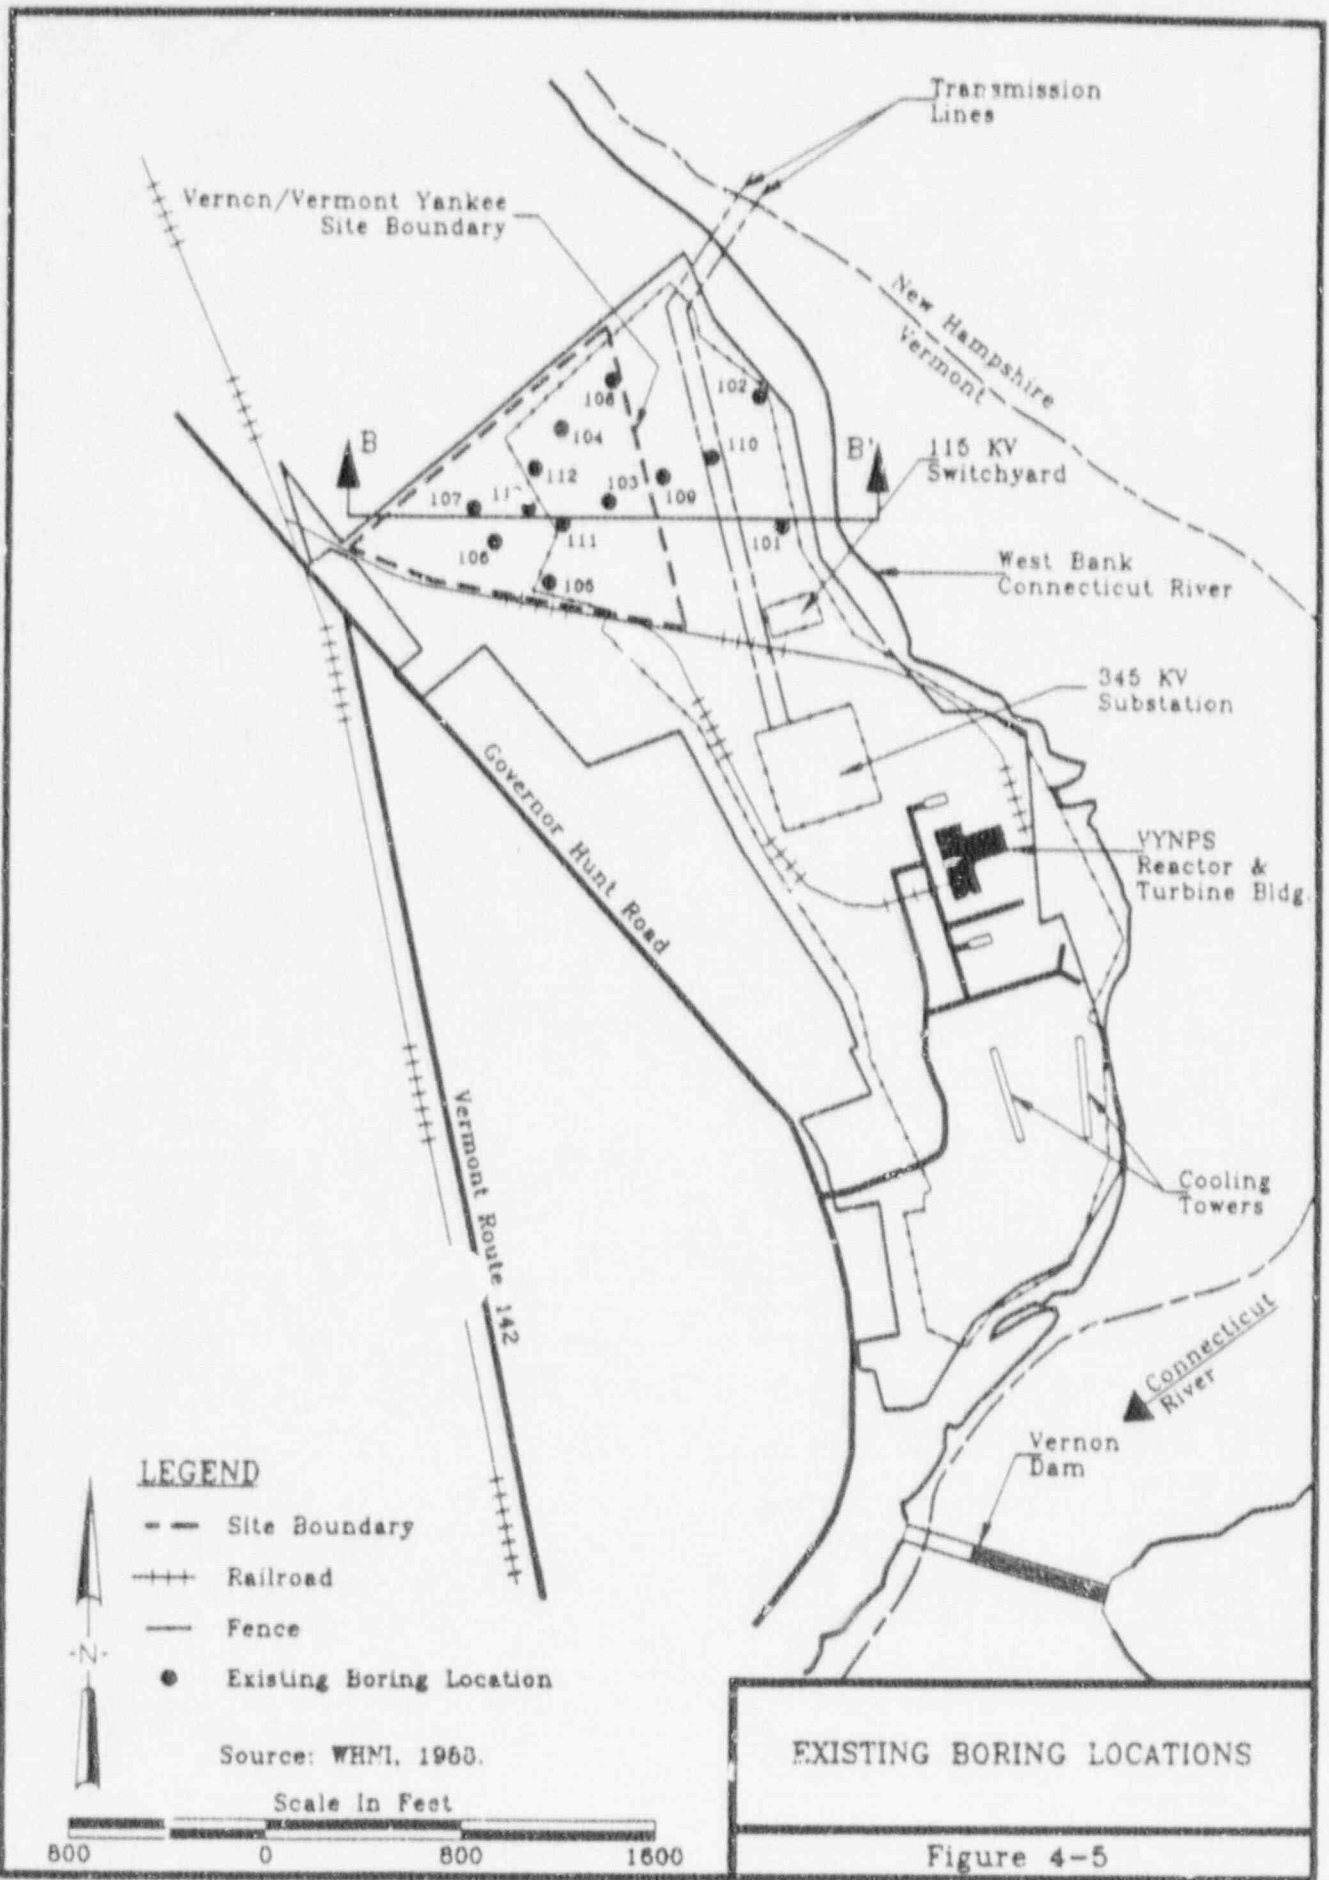 Transmission
Lines
Vernon/Vermont Yankee
Site Boundary
New Hampshire
Vermont
108
102
104
B
110
B'
115 KV
Switchyard
112
103
107
109
111
101
106
105
West Bank
Connecticut River
345 KV
Substation
Governor Hunt Road
VYNPS
Reactor &
Turbine Bldg.
Vermont Route 142
Cooling
Towers
Connecticut
River
Vernon
Dam
LEGEND
Site Boundary
Railroad
Fence
Existing Boring Location
-N-
Source:
Scale In Feet
800 0 800 1600
EXISTING BORING LOCATIONS
Figure 4-5